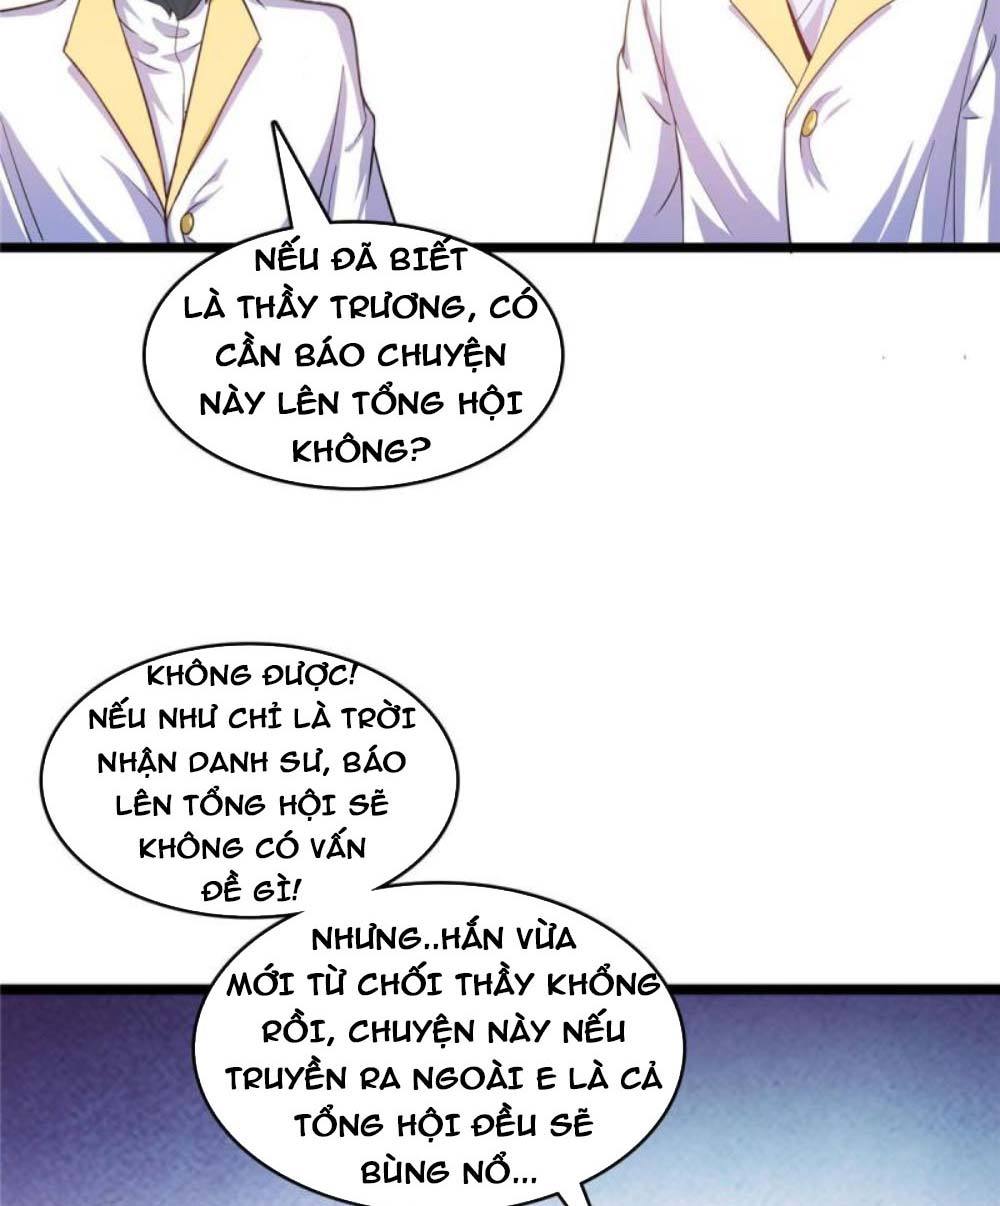 NẾU ĐÃ BIẾT
LÀ THẦY TRƯƠNG, CÓ
CẦN BÁO CHUYỆN
NÀY LÊN TỔNG HỘI
KHÔNG?
KHÔNG ĐƯỢC!
NẾU NHƯ CHỈ LÀ TRỜI
NHẬN DANH SƯ, BÁO
LÊN TỔNG HỘI SẼ
KHÔNG CÓ VẤN
ĐỀ GÌ!
NHƯNG..HẮN VỪA
MỚI TỪ CHỐI THẦY KHỔNG
RỒI, CHUYỆN NÀY NẾU
TRUYỀN RA NGOÀI E LÀ CẢ
TỔNG HỘI ĐỀU SẼ
BÙNG NỔ...